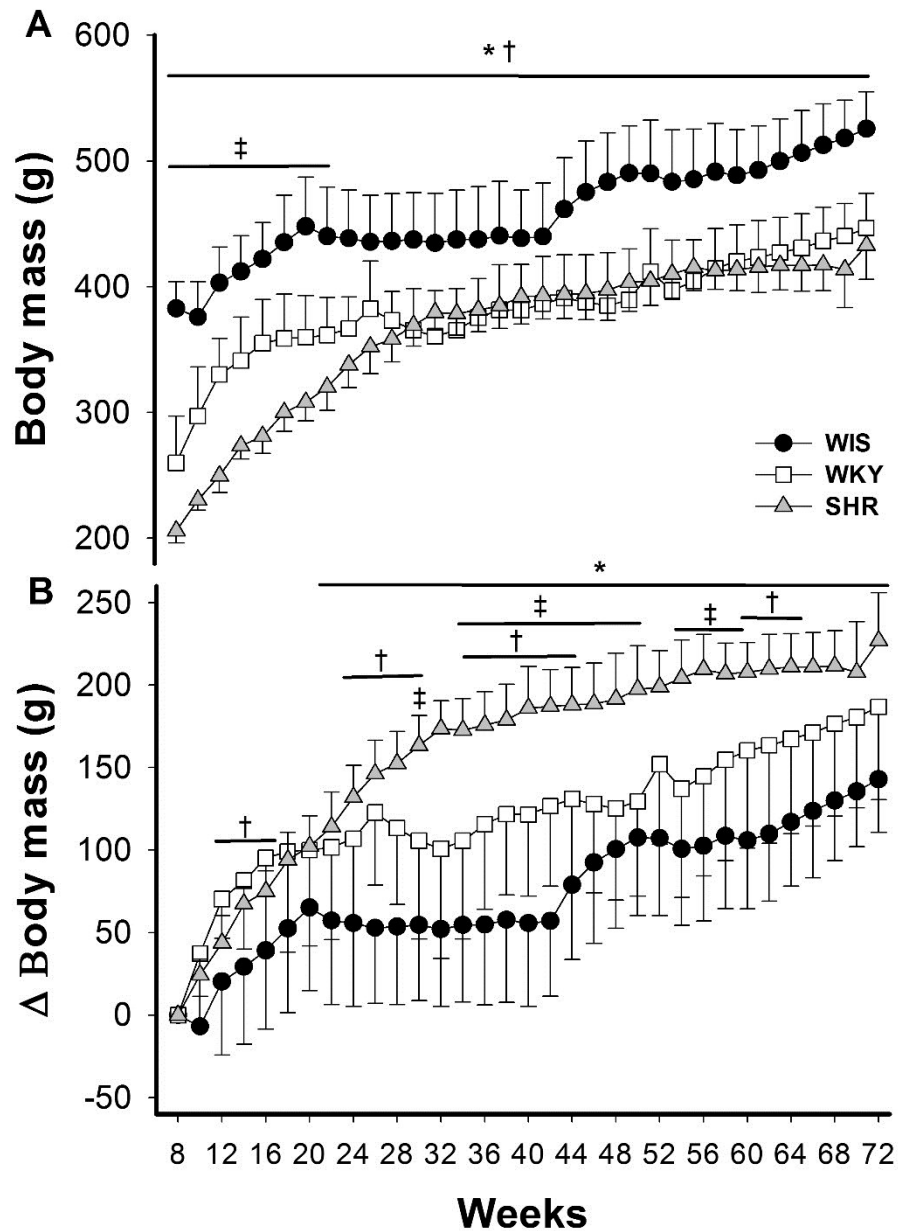 A
600
500
400
300
200
Body mass (g)
* †
‡
WIS
WKY
SHR
B
250
200
150
100
50
0
-50
Δ Body mass (g)
*
‡
†
‡
†
†
‡
†
8 12 16 20 24 28 32 36 40 44 48 52 56 60 64 68 72
Weeks